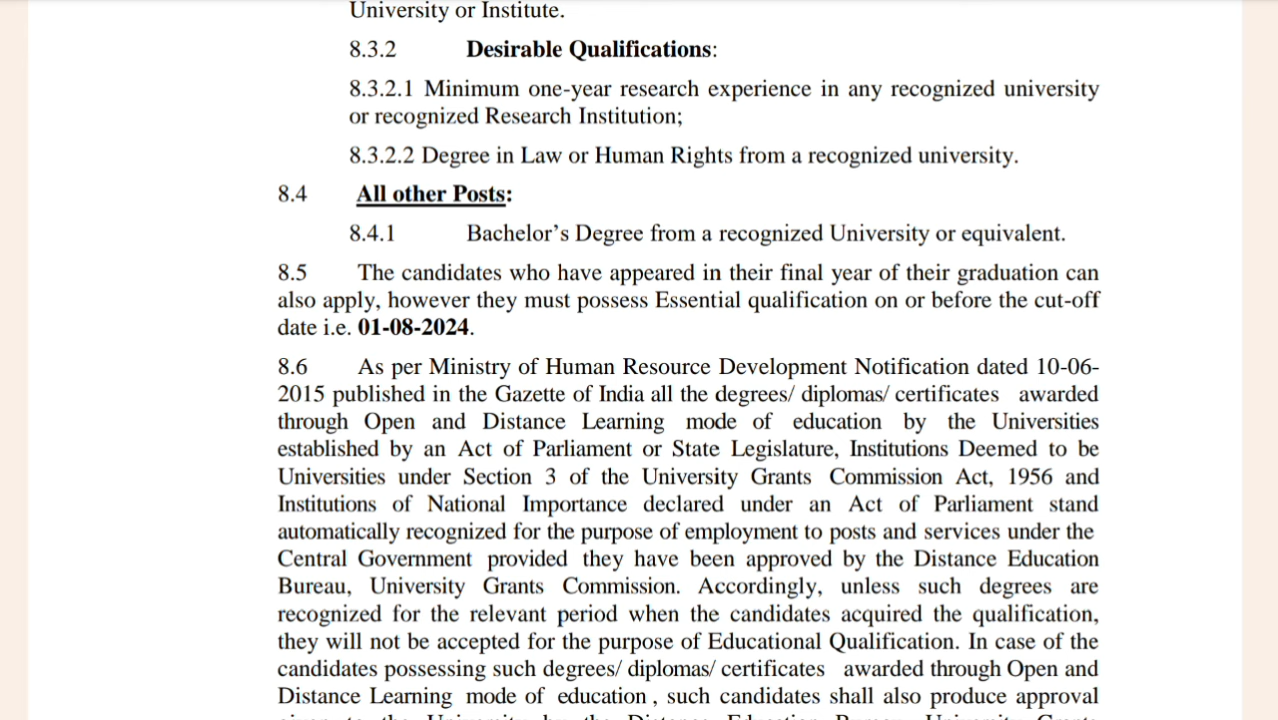 University or Institute.
8.3.2 Desirable Qualifications:
8.3.2.1 Minimum one-year research experience in any recognized university
or recognized Research Institution;
8.3.2.2 Degree in Law or Human Rights from a recognized university.
8.4 All other Posts:
8.4.1 Bachelor’s Degree from a recognized University or equivalent.
8.5 The candidates who have appeared in their final year of their graduation can
also apply, however they must possess Essential qualification on or before the cut-off
date i.e. 01-08-2024.
8.6 As per Ministry of Human Resource Development Notification dated 10-06-
2015 published in the Gazette of India all the degrees/ diplomas/ certificates awarded
through Open and Distance Learning mode of education by the Universities
established by an Act of Parliament or State Legislature, Institutions Deemed to be
Universities under Section 3 of the University Grants Commission Act, 1956 and
Institutions of National Importance declared under an Act of Parliament stand
automatically recognized for the purpose of employment to posts and services under the
Central Government provided they have been approved by the Distance Education
Bureau, University Grants Commission. Accordingly, unless such degrees are
recognized for the relevant period when the candidates acquired the qualification,
they will not be accepted for the purpose of Educational Qualification. In case of the
candidates possessing such degrees/ diplomas/ certificates awarded through Open and
Distance Learning mode of education , such candidates shall also produce approval